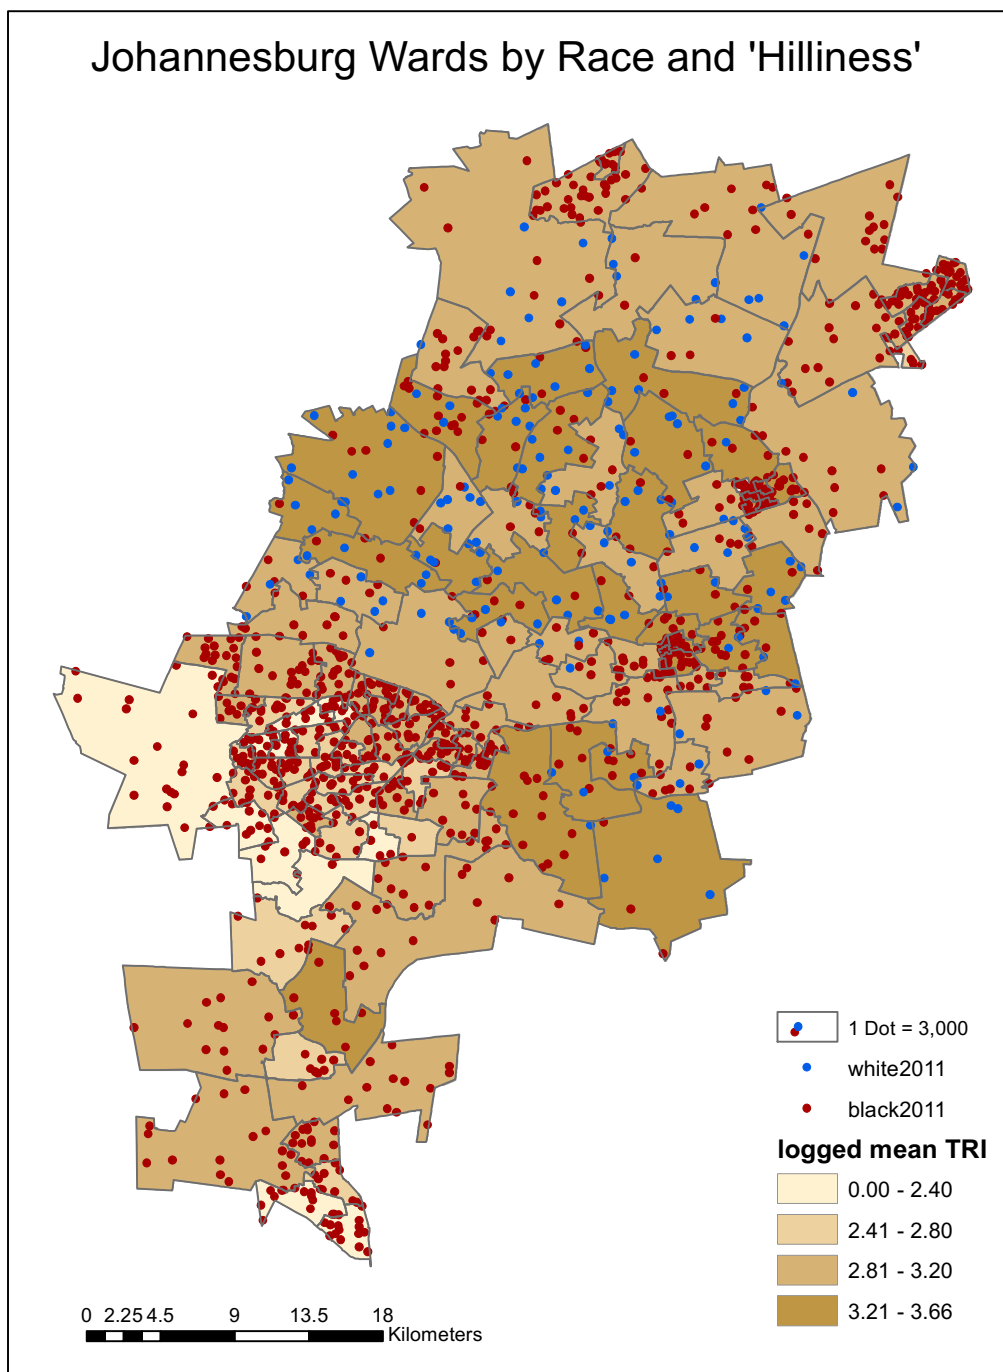 Johannesburg Wards by Race and 'Hilliness'
1 Dot = 3,000
white2011
black2011
logged mean TRI
0.00 - 2.40
2.41 - 2.80
2.81 - 3.20
3.21 - 3.66
0 2.25 4.5 9 13.5 18
Kilometers